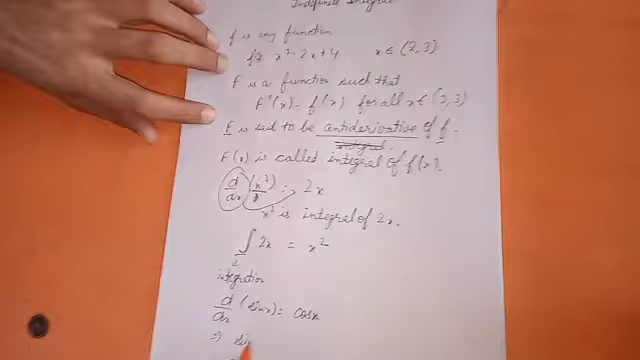 Indefinite Integral
f is any function
f(x) x² - 2x + 4 x ∈ (2, 3)
F is a function such that
F'(x) = f'(x) for all x ∈ (2, 3)
F is said to be antiderivative of f.
integral
F(x) is called integral of f(x).
d/dx (x²) = 2x
x² is integral of 2x.
∫ 2x = x²
integration
d/dx (sin x) = cos x
⇒ sin